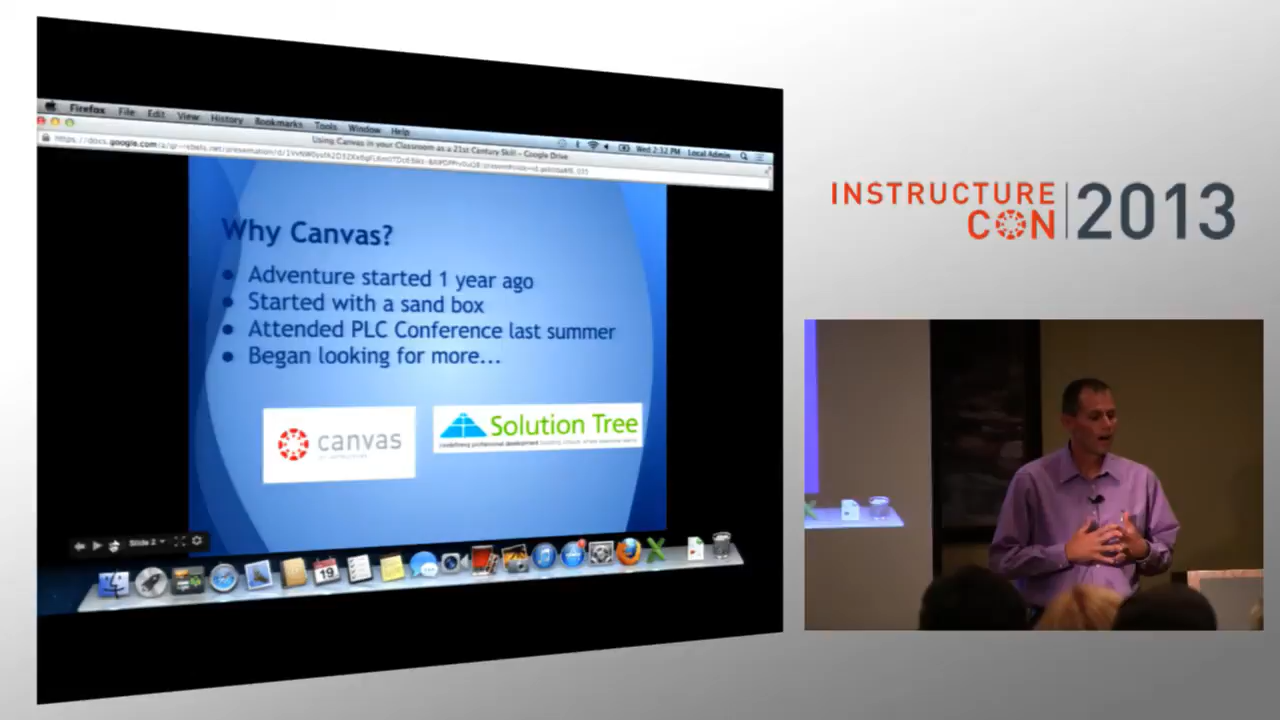 Firefox File Edit View History Bookmarks Tools Window Help
Wed 2:32 PM Local Admin
Using Canvas in your Classroom as a 21st Century Skill - Google Drive
Why Canvas?
• Adventure started 1 year ago
• Started with a sand box
• Attended PLC Conference last summer
• Began looking for more...
canvas
Solution Tree
Slide 2
19
INSTRUCTURE
CON
2013